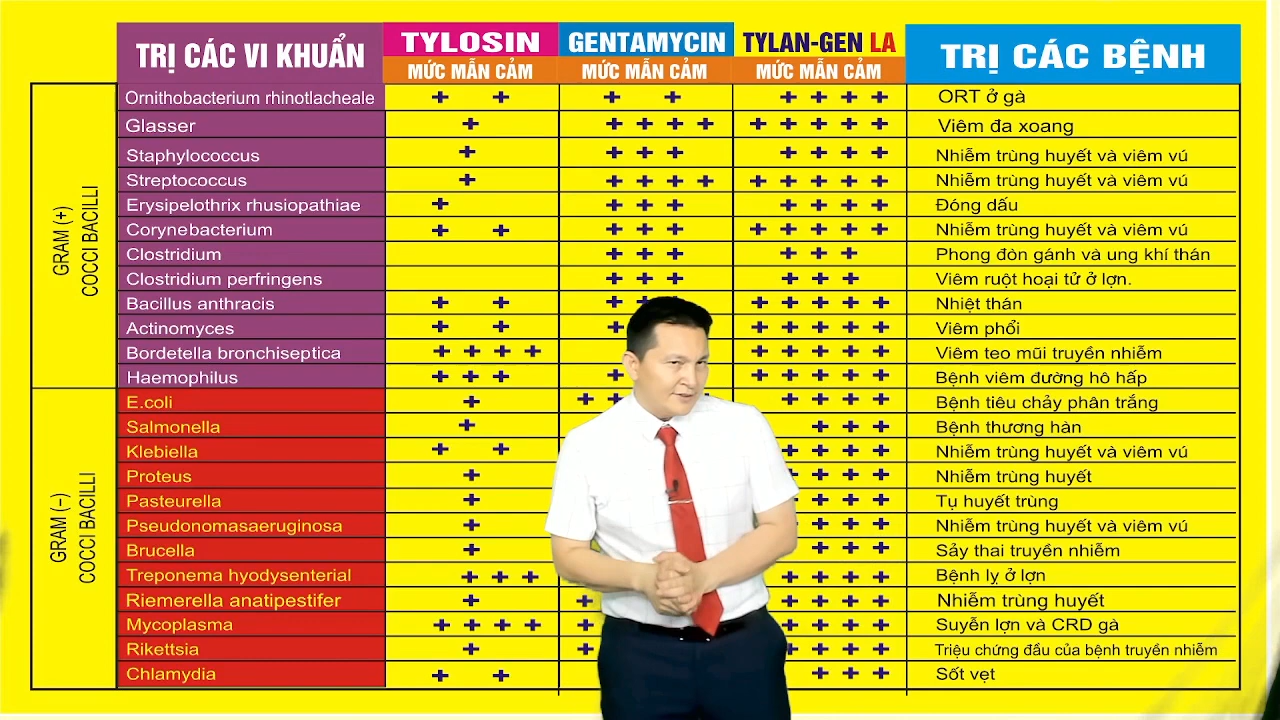 TRỊ CÁC VI KHUẨN TYLOSIN GENTAMYCIN TYLAN-GEN LA TRỊ CÁC BỆNH
MỨC MẪN CẢM MỨC MẪN CẢM MỨC MẪN CẢM
GRAM (+)
COCCI BACILLI
Ornithobacterium rhinotlacheale + + + + + + + + ORT ở gà
Glasser + + + + + + + + + + Viêm đa xoang
Staphylococcus + + + + + + + + Nhiễm trùng huyết và viêm vú
Streptococcus + + + + + + + + + + Nhiễm trùng huyết và viêm vú
Erysipelothrix rhusiopathiae + + + + + + + + Đóng dấu
Corynebacterium + + + + + + + + + + Nhiễm trùng huyết và viêm vú
Clostridium + + + + + + Phong đòn gánh và ung khí thán
Clostridium perfringens + + + + + + Viêm ruột hoại tử ở lợn.
Bacillus anthracis + + + + + + + + + + Nhiệt thán
Actinomyces + + + + + + + + Viêm phổi
Bordetella bronchiseptica + + + + + + + + + Viêm teo mũi truyền nhiễm
Haemophilus + + + + + + + + + Bệnh viêm đường hô hấp
GRAM (–)
COCCI BACILLI
E.coli + + + + + + + Bệnh tiêu chảy phân trắng
Salmonella + + + + Bệnh thương hàn
Klebiella + + + + + + Nhiễm trùng huyết và viêm vú
Proteus + + + + + Nhiễm trùng huyết
Pasteurella + + + + + Tụ huyết trùng
Pseudonomasaeruginosa + + + + + Nhiễm trùng huyết và viêm vú
Brucella + + + + Sảy thai truyền nhiễm
Treponema hyodysenterial + + + + + + + Bệnh lỵ ở lợn
Riemerella anatipestifer + + + + + + Nhiễm trùng huyết
Mycoplasma + + + + + + + + + Suyễn lợn và CRD gà
Rikettsia + + + + + + Triệu chứng đầu của bệnh truyền nhiễm
Chlamydia + + + + + Sốt vẹt